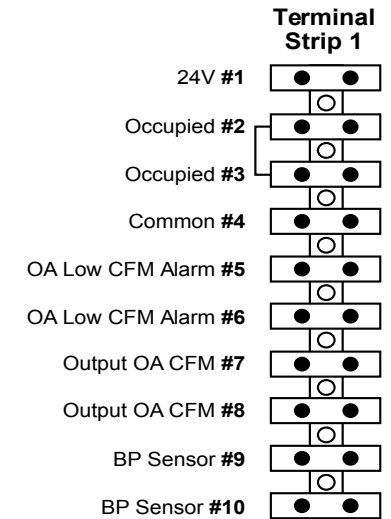 Terminal
Strip 1
24V #1
Occupied #2
Occupied #3
Common #4
OA Low CFM Alarm #5
OA Low CFM Alarm #6
Output OA CFM #7
Output OA CFM #8
BP Sensor #9
BP Sensor #10